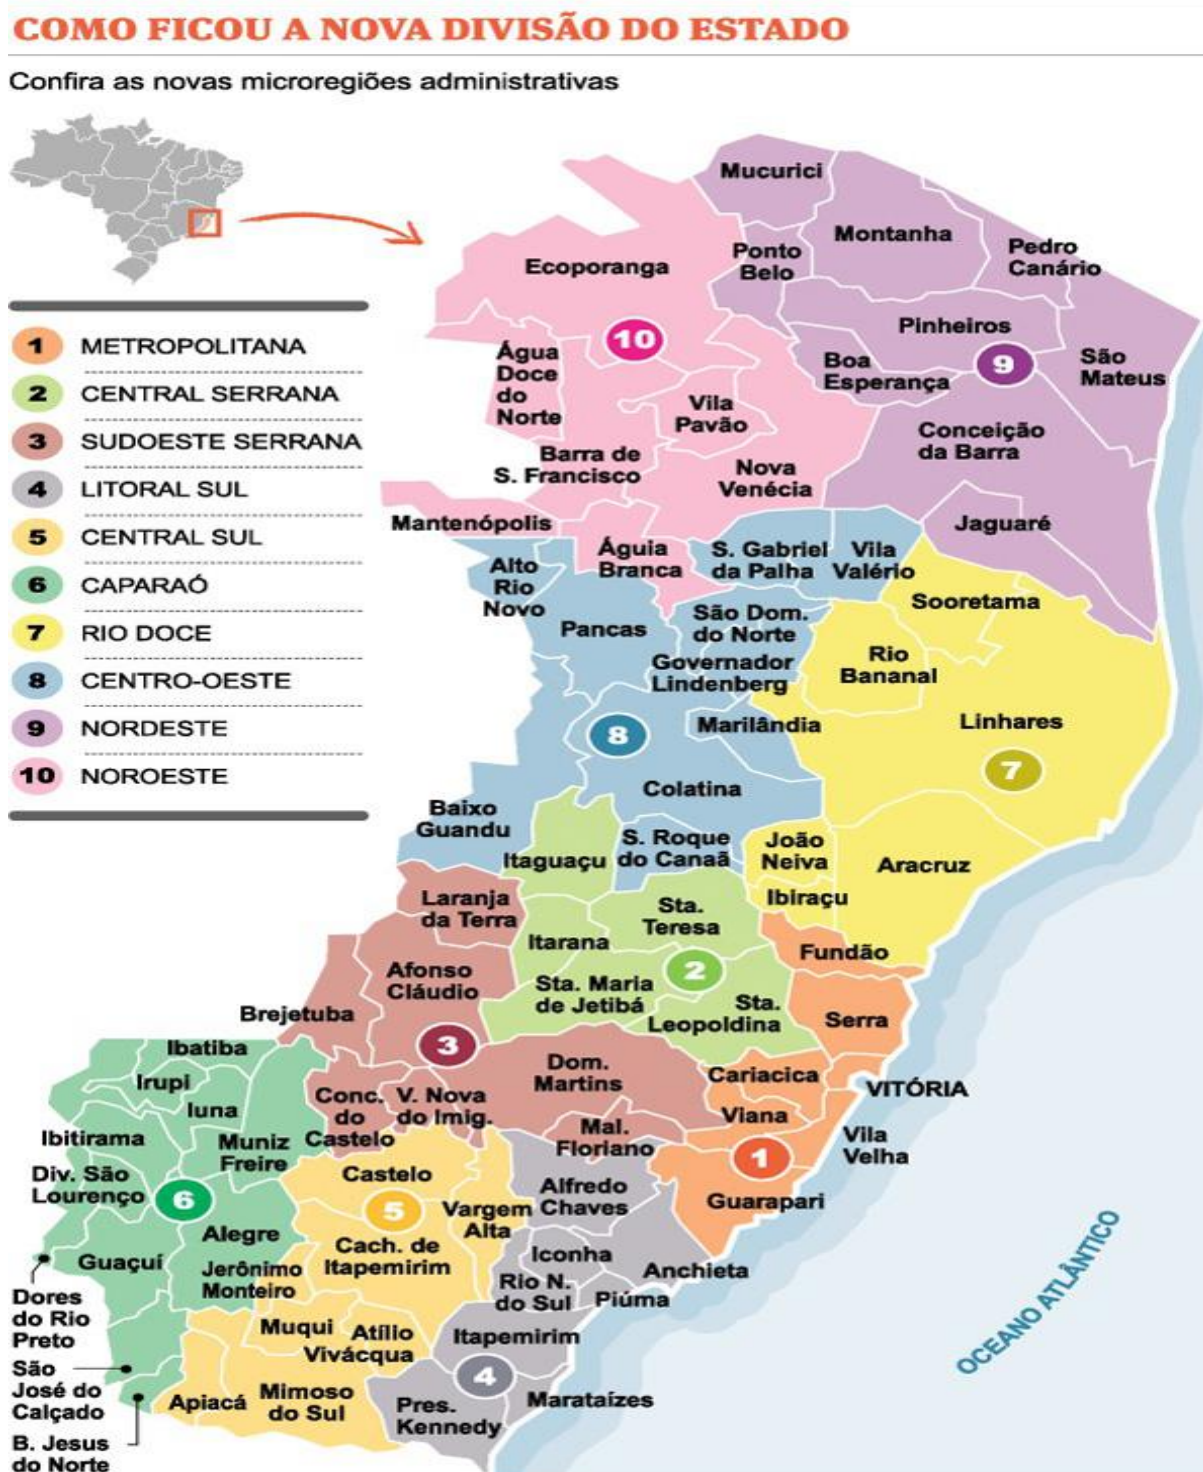 COMO FICOU A NOVA DIVISÃO DO ESTADO
Confira as novas microregiões administrativas
1 METROPOLITANA
2 CENTRAL SERRANA
3 SUDOESTE SERRANA
4 LITORAL SUL
5 CENTRAL SUL
6 CAPARAÓ
7 RIO DOCE
8 CENTRO-OESTE
9 NORDESTE
10 NOROESTE
Mucurici
Montanha
Ponto
Belo
Pedro
Canário
Ecoporanga
10
Pinheiros
9
São
Mateus
Boa
Esperança
Água
Doce
do
Norte
Vila
Pavão
Conceição
da Barra
Barra de
S. Francisco
Nova
Venécia
Mantenópolis
Jaguaré
Águia
Branca
S. Gabriel
da Palha
Vila
Valério
Alto
Rio
Novo
Sooretama
Pancas
São Dom.
do Norte
Governador
Lindenberg
Rio
Bananal
8
Marilândia
Linhares
7
Colatina
Baixo
Guandu
Itaguaçu
S. Roque
do Canaã
João
Neiva
Aracruz
Ibiraçu
Laranja
da Terra
Sta.
Teresa
Itarana
Fundão
Afonso
Cláudio
2
Sta. Maria
de Jetibá
Sta.
Leopoldina
Serra
Brejetuba
3
Ibatiba
Dom.
Martins
Cariacica
VITÓRIA
Irupi
Iuna
Conc.
do
Castelo
V. Nova
do Imig.
Viana
Mal.
Floriano
Ibitirama
Muniz
Freire
Vila
Velha
1
Div. São
Lourenço
6
Castelo
Alfredo
Chaves
Guarapari
5
Vargem
Alta
Alegre
Cach. de
Itapemirim
Guaçuí
Iconha
Jerônimo
Monteiro
Rio N.
do Sul
Anchieta
Piúma
Dores
do Rio
Preto
Muqui
Atílio
Vivácqua
Itapemirim
4
São
José do
Calçado
Apiacá
Mimoso
do Sul
Pres.
Kennedy
Marataízes
B. Jesus
do Norte
OCEANO ATLÂNTICO